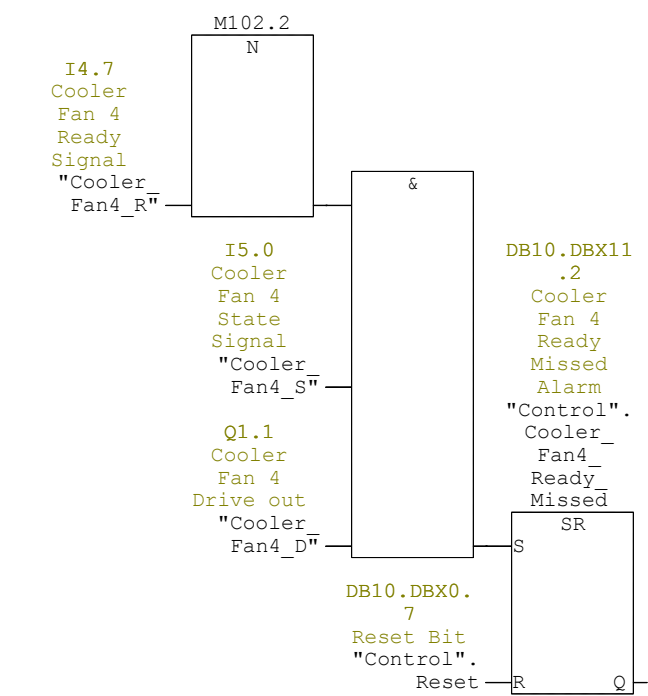 M102.2
N
I4.7
Cooler
Fan 4
Ready
Signal
"Cooler_
Fan4_R"
&
I5.0
Cooler
Fan 4
State
Signal
"Cooler_
Fan4_S"
Q1.1
Cooler
Fan 4
Drive out
"Cooler_
Fan4_D"
DB10.DBX11
.2
Cooler
Fan 4
Ready
Missed
Alarm
"Control".
Cooler_
Fan4_
Ready_
Missed
SR
S
DB10.DBX0.
7
Reset Bit
"Control".
Reset
R
Q